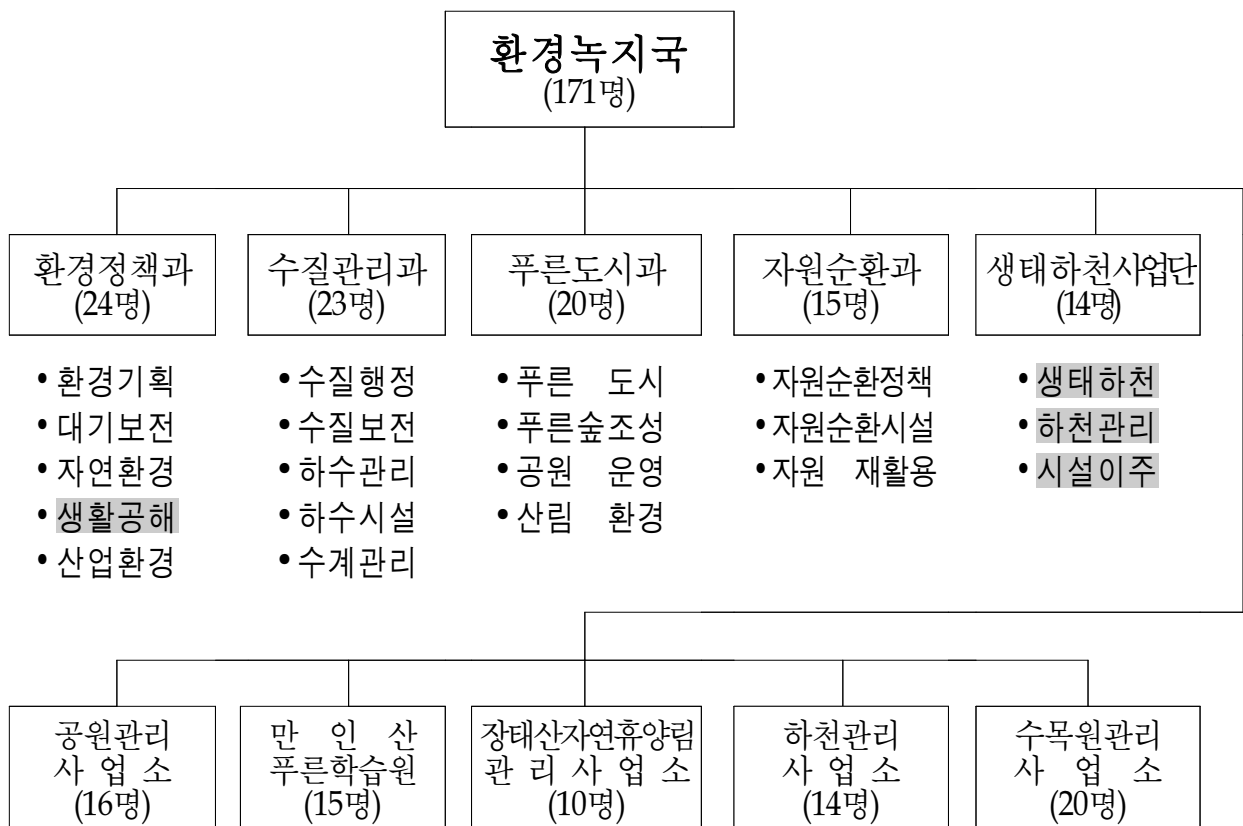 환경녹지국
(171명)
환경정책과
(24명)
수질관리과
(23명)
푸른도시과
(20명)
자원순환과
(15명)
생태하천사업단
(14명)
• 환경기획
• 대기보전
• 자연환경
• 생활공해
• 산업환경
• 수질행정
• 수질보전
• 하수관리
• 하수시설
• 수계관리
• 푸른 도시
• 푸른숲조성
• 공원 운영
• 산림 환경
• 자원순환정책
• 자원순환시설
• 자원 재활용
• 생태하천
• 하천관리
• 시설이주
공원관리
사 업 소
(16명)
만 인 산
푸른학습원
(15명)
장태산자연휴양림
관 리 사 업 소
(10명)
하천관리
사 업 소
(14명)
수목원관리
사 업 소
(20명)